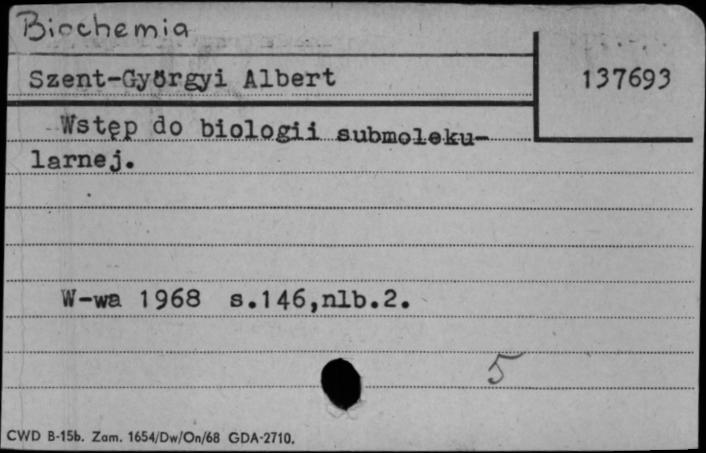 Biochemia
Szent-Györgyi Albert
137693
Wstęp do biologii submoleku-
larnej.
W-wa 1968 s.146,nlb.2.
5
CWD B-15b. Zam. 1654/Dw/On/68 GDA-2710.